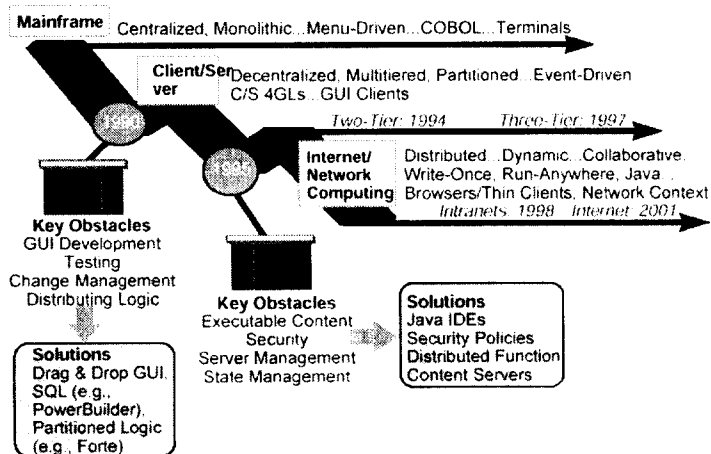 Mainframe
Centralized, Monolithic...Menu-Driven...COBOL...Terminals
Client/Ser
ver
Decentralized, Multitiered, Partitioned...Event-Driven
C/S 4GLs...GUI Clients
1990
Two-Tier: 1994 Three-Tier: 1997
Internet/
Network
Computing
Distributed...Dynamic...Collaborative.
Write-Once, Run-Anywhere, Java...
Browsers/Thin Clients, Network Context
Intranets: 1998 Internet: 2001
Key Obstacles
GUI Development
Testing
Change Management
Distributing Logic
Key Obstacles
Executable Content
Security
Server Management
State Management
Solutions
Java IDEs
Security Policies
Distributed Function
Content Servers
Solutions
Drag & Drop GUI.
SQL (e.g.,
PowerBuilder),
Partitioned Logic
(e.g., Forte)